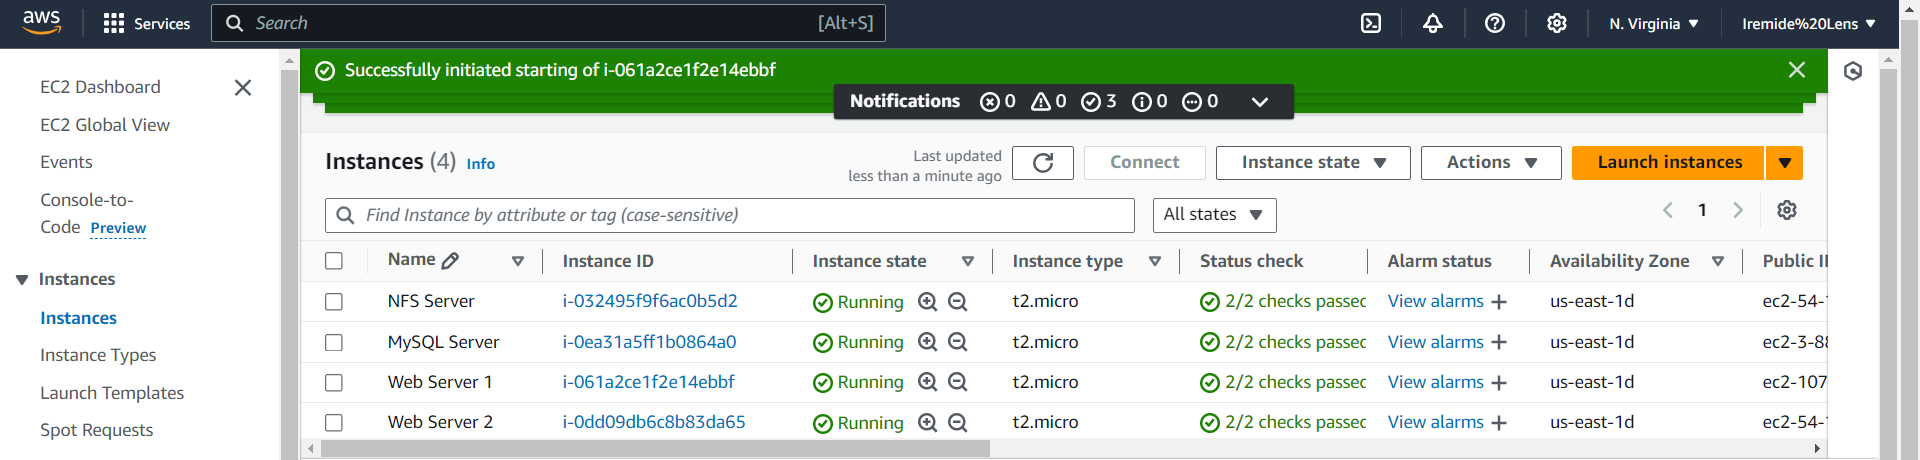 aws Services Search [Alt+S] N. Virginia Iremide%20Lens
EC2 Dashboard
EC2 Global View
Events
Console-to-
Code Preview
Instances
Instances
Instance Types
Launch Templates
Spot Requests
Successfully initiated starting of i-061a2ce1f2e14ebbf
Notifications 0 0 3 0 0
Instances (4) Info
Last updated
less than a minute ago
Connect Instance state Actions Launch instances
Find Instance by attribute or tag (case-sensitive) All states 1
Name Instance ID Instance state Instance type Status check Alarm status Availability Zone Public I
NFS Server i-032495f9f6ac0b5d2 Running t2.micro 2/2 checks passed View alarms us-east-1d ec2-54-1
MySQL Server i-0ea31a5ff1b0864a0 Running t2.micro 2/2 checks passed View alarms us-east-1d ec2-3-88
Web Server 1 i-061a2ce1f2e14ebbf Running t2.micro 2/2 checks passed View alarms us-east-1d ec2-107
Web Server 2 i-0dd09db6c8b83da65 Running t2.micro 2/2 checks passed View alarms us-east-1d ec2-54-1